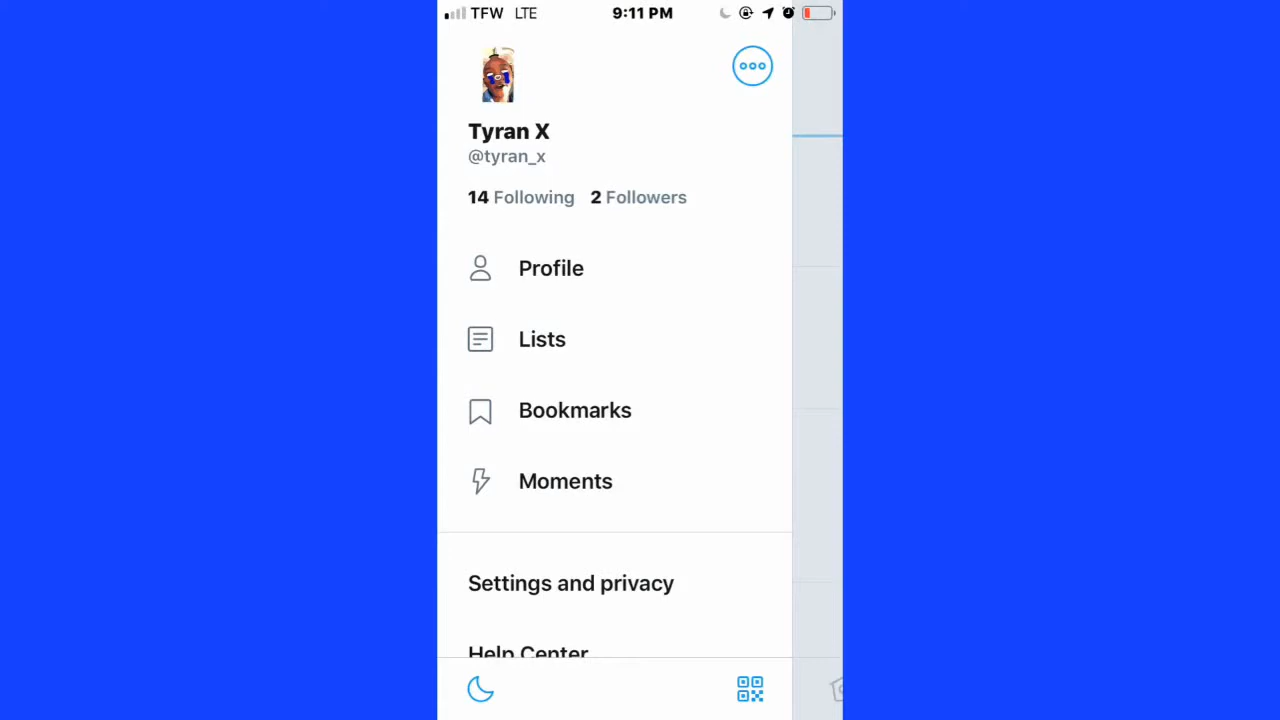 TFW LTE 9:11 PM
Tyran X
@tyran_x
14 Following 2 Followers
Profile
Lists
Bookmarks
Moments
Settings and privacy
Help Center